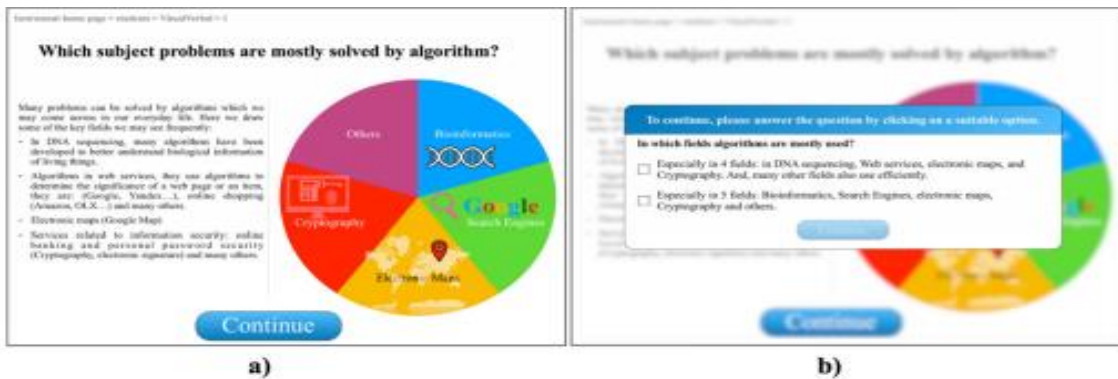 Which subject problems are mostly solved by algorithm?
Many problems can be solved by algorithms which we
may come across in our everyday life. Here we draw
some of the key fields we may see frequently:
- In DNA sequencing, many algorithms have been
developed to better understand biological information
of living things.
- Algorithms in web services, they use algorithms to
determine the significance of a web page or an item,
they are: (Google, Yandex...), online shopping
(Amazon, OLX...) and many others.
- Electronic maps (Google Map)
- Services related to information security: online
banking and personal password security
(Cryptography, electronic signature) and many others.
Others
Bioinformatics
Cryptography
Google
Search Engines
Electronic Maps
Continue
a)
Which subject problems are mostly solved by algorithm?
To continue, please answer the question by clicking on a suitable option.
In which fields algorithms are mostly used?
Especially in 4 fields: in DNA sequencing, Web services, electronic maps, and
Cryptography. And, many other fields also use efficiently.
Especially in 5 fields: Bioinformatics, Search Engines, electronic maps,
Cryptography and others.
Continue
b)